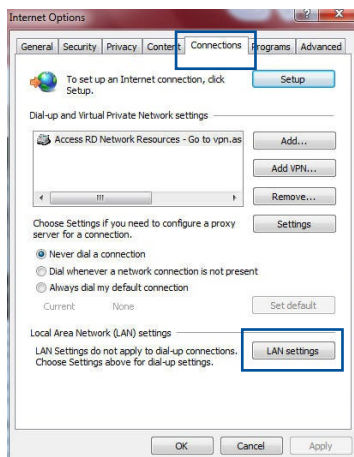 Internet Options
General Security Privacy Content Connections Programs Advanced
To set up an Internet connection, click
Setup.
Setup
Dial-up and Virtual Private Network settings
Access RD Network Resources - Go to vpn.as
Add...
Add VPN...
Remove...
Choose Settings if you need to configure a proxy
server for a connection.
Settings
Never dial a connection
Dial whenever a network connection is not present
Always dial my default connection
Current None
Set default
Local Area Network (LAN) settings
LAN Settings do not apply to dial-up connections.
Choose Settings above for dial-up settings.
LAN settings
OK Cancel Apply